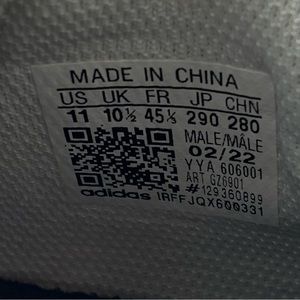 MADE IN CHINA
US UK FR JP CHN
11 10½ 45⅓ 290 280
MALE/MÂLE
02/22
YYA 606001
ART GZ6901
#129360899
adidas IRFFJQX600331